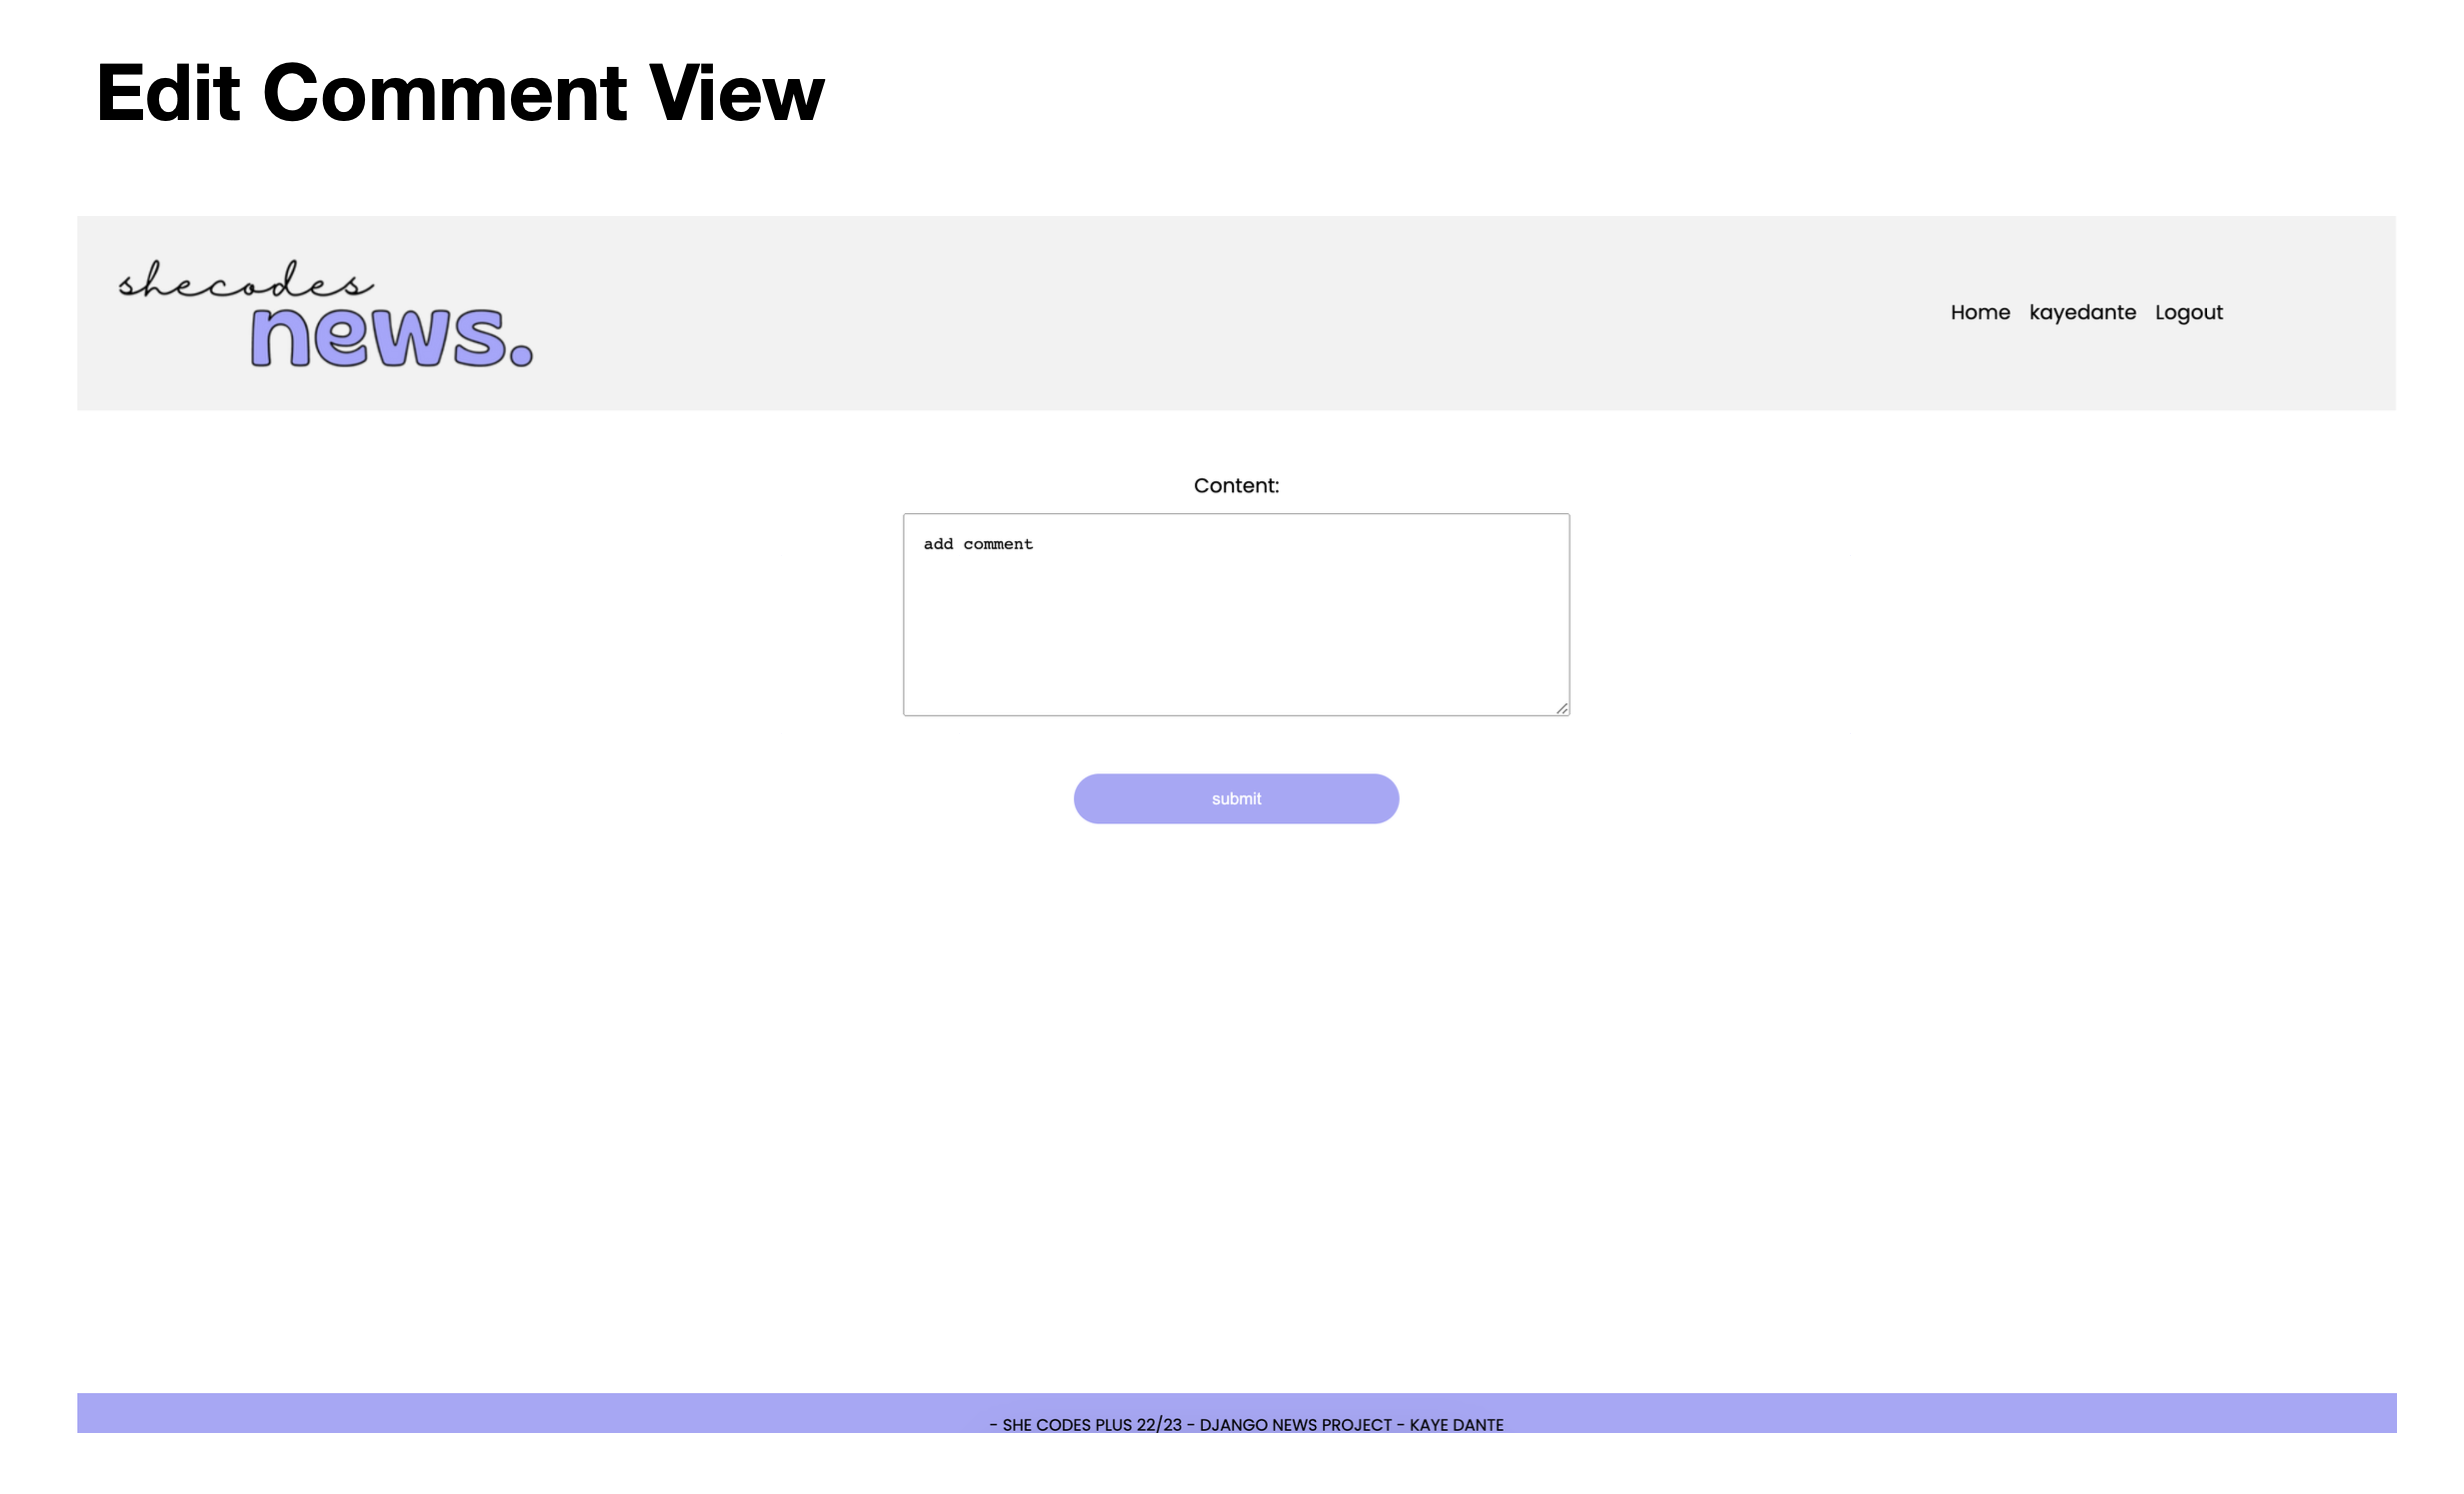 Edit Comment View
shecodes
news.
Home kayedante Logout
Content:
add comment
submit
- SHE CODES PLUS 22/23 - DJANGO NEWS PROJECT - KAYE DANTE